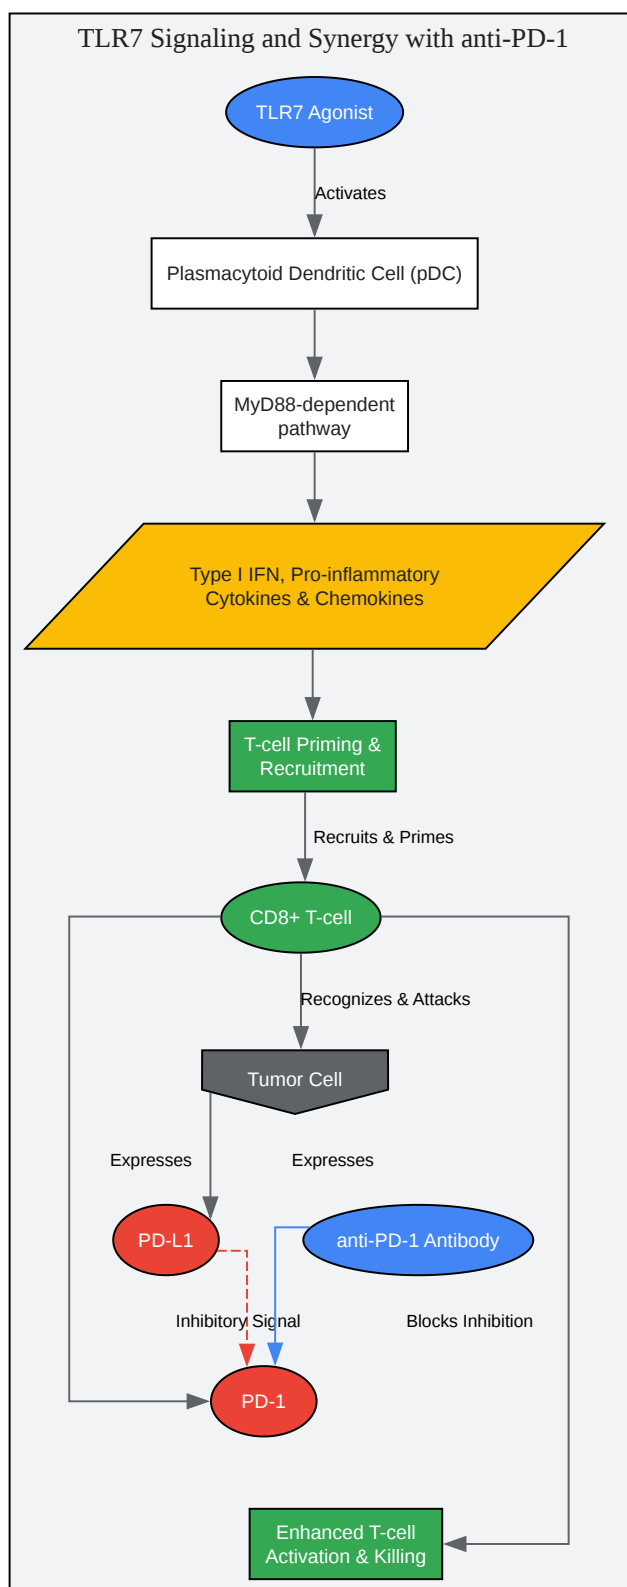 TLR7 Signaling and Synergy with anti-PD-1
TLR7 Agonist
Activates
Plasmacytoid Dendritic Cell (pDC)
MyD88-dependent
pathway
Type I IFN, Pro-inflammatory
Cytokines & Chemokines
T-cell Priming &
Recruitment
Recruits & Primes
CD8+ T-cell
Recognizes & Attacks
Tumor Cell
Expresses
Expresses
PD-L1
anti-PD-1 Antibody
Inhibitory Signal
Blocks Inhibition
PD-1
Enhanced T-cell
Activation & Killing